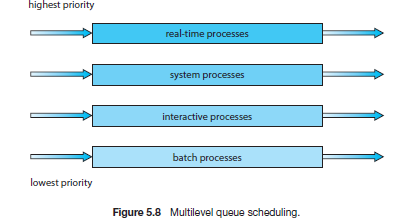 highest priority
real-time processes
system processes
interactive processes
batch processes
lowest priority
Figure 5.8 Multilevel queue scheduling.